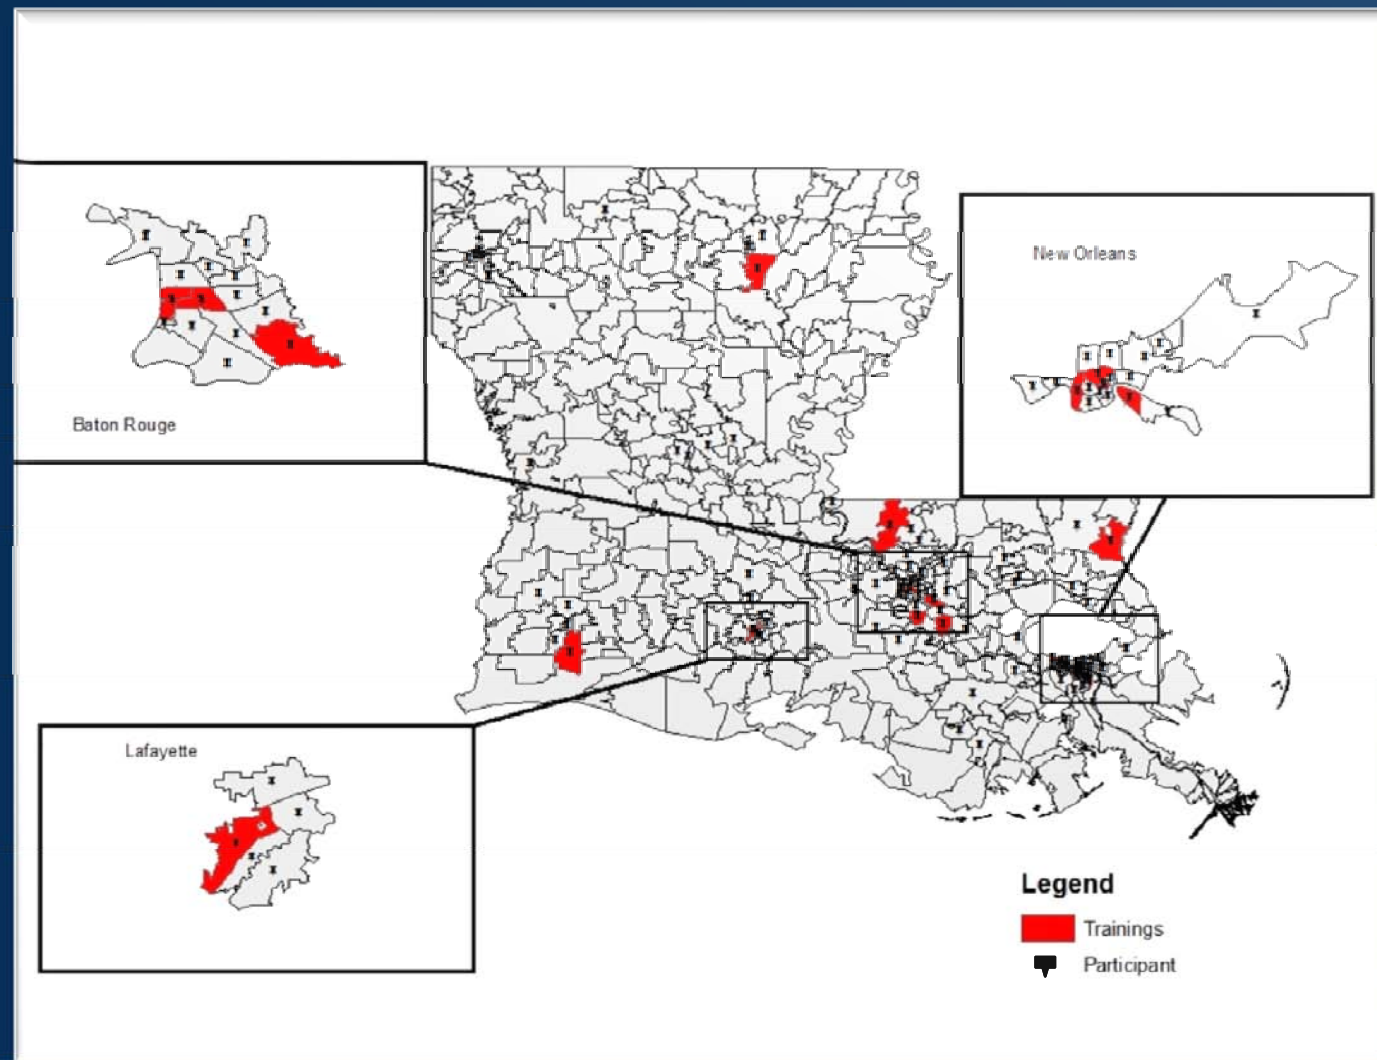 New Orleans
Baton Rouge
Lafayette
Legend
Trainings
Participant